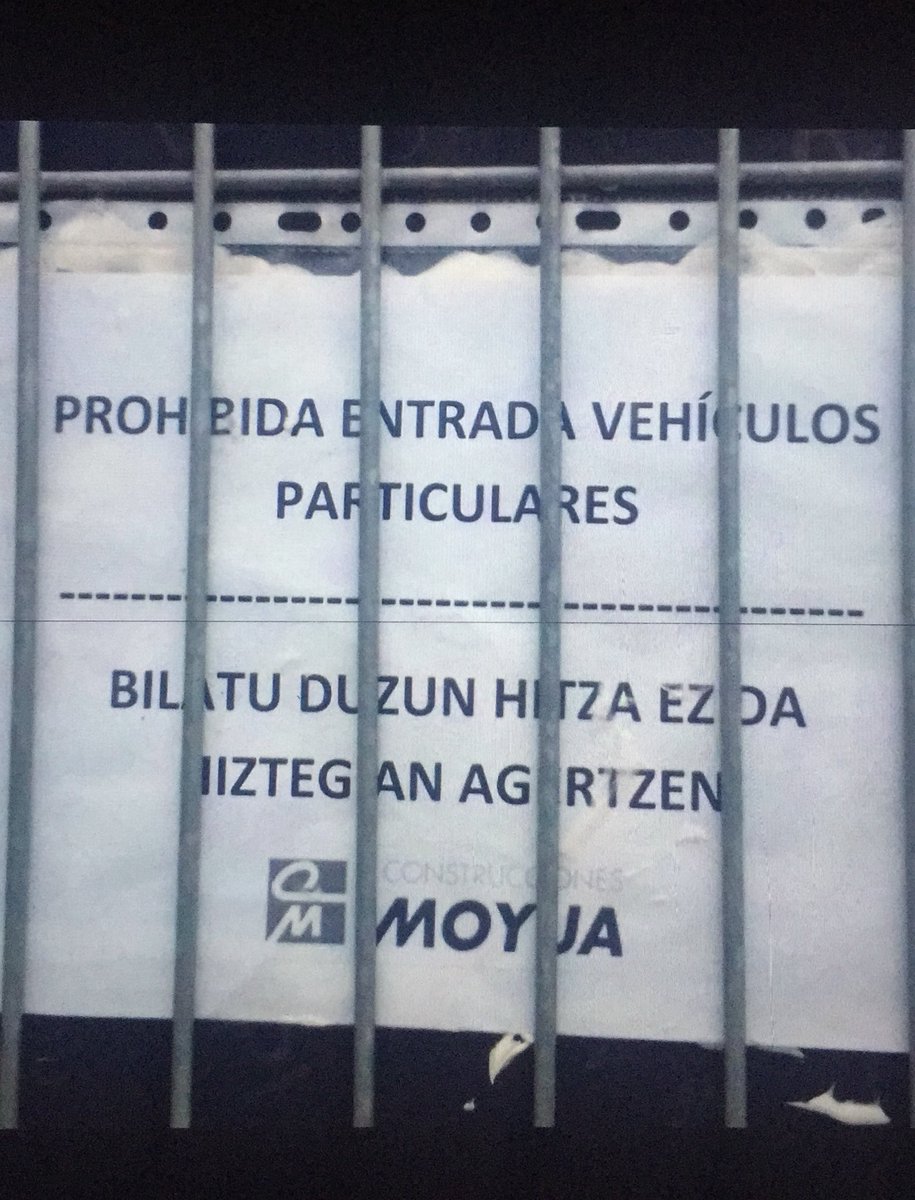 PROHIBIDA ENTRADA VEHÍCULOS
PARTICULARES
BILATU DUZUN HITZA EZ DA
HIZTEGIAN AGERTZEN
CONSTRUCCIONES
MOYUA